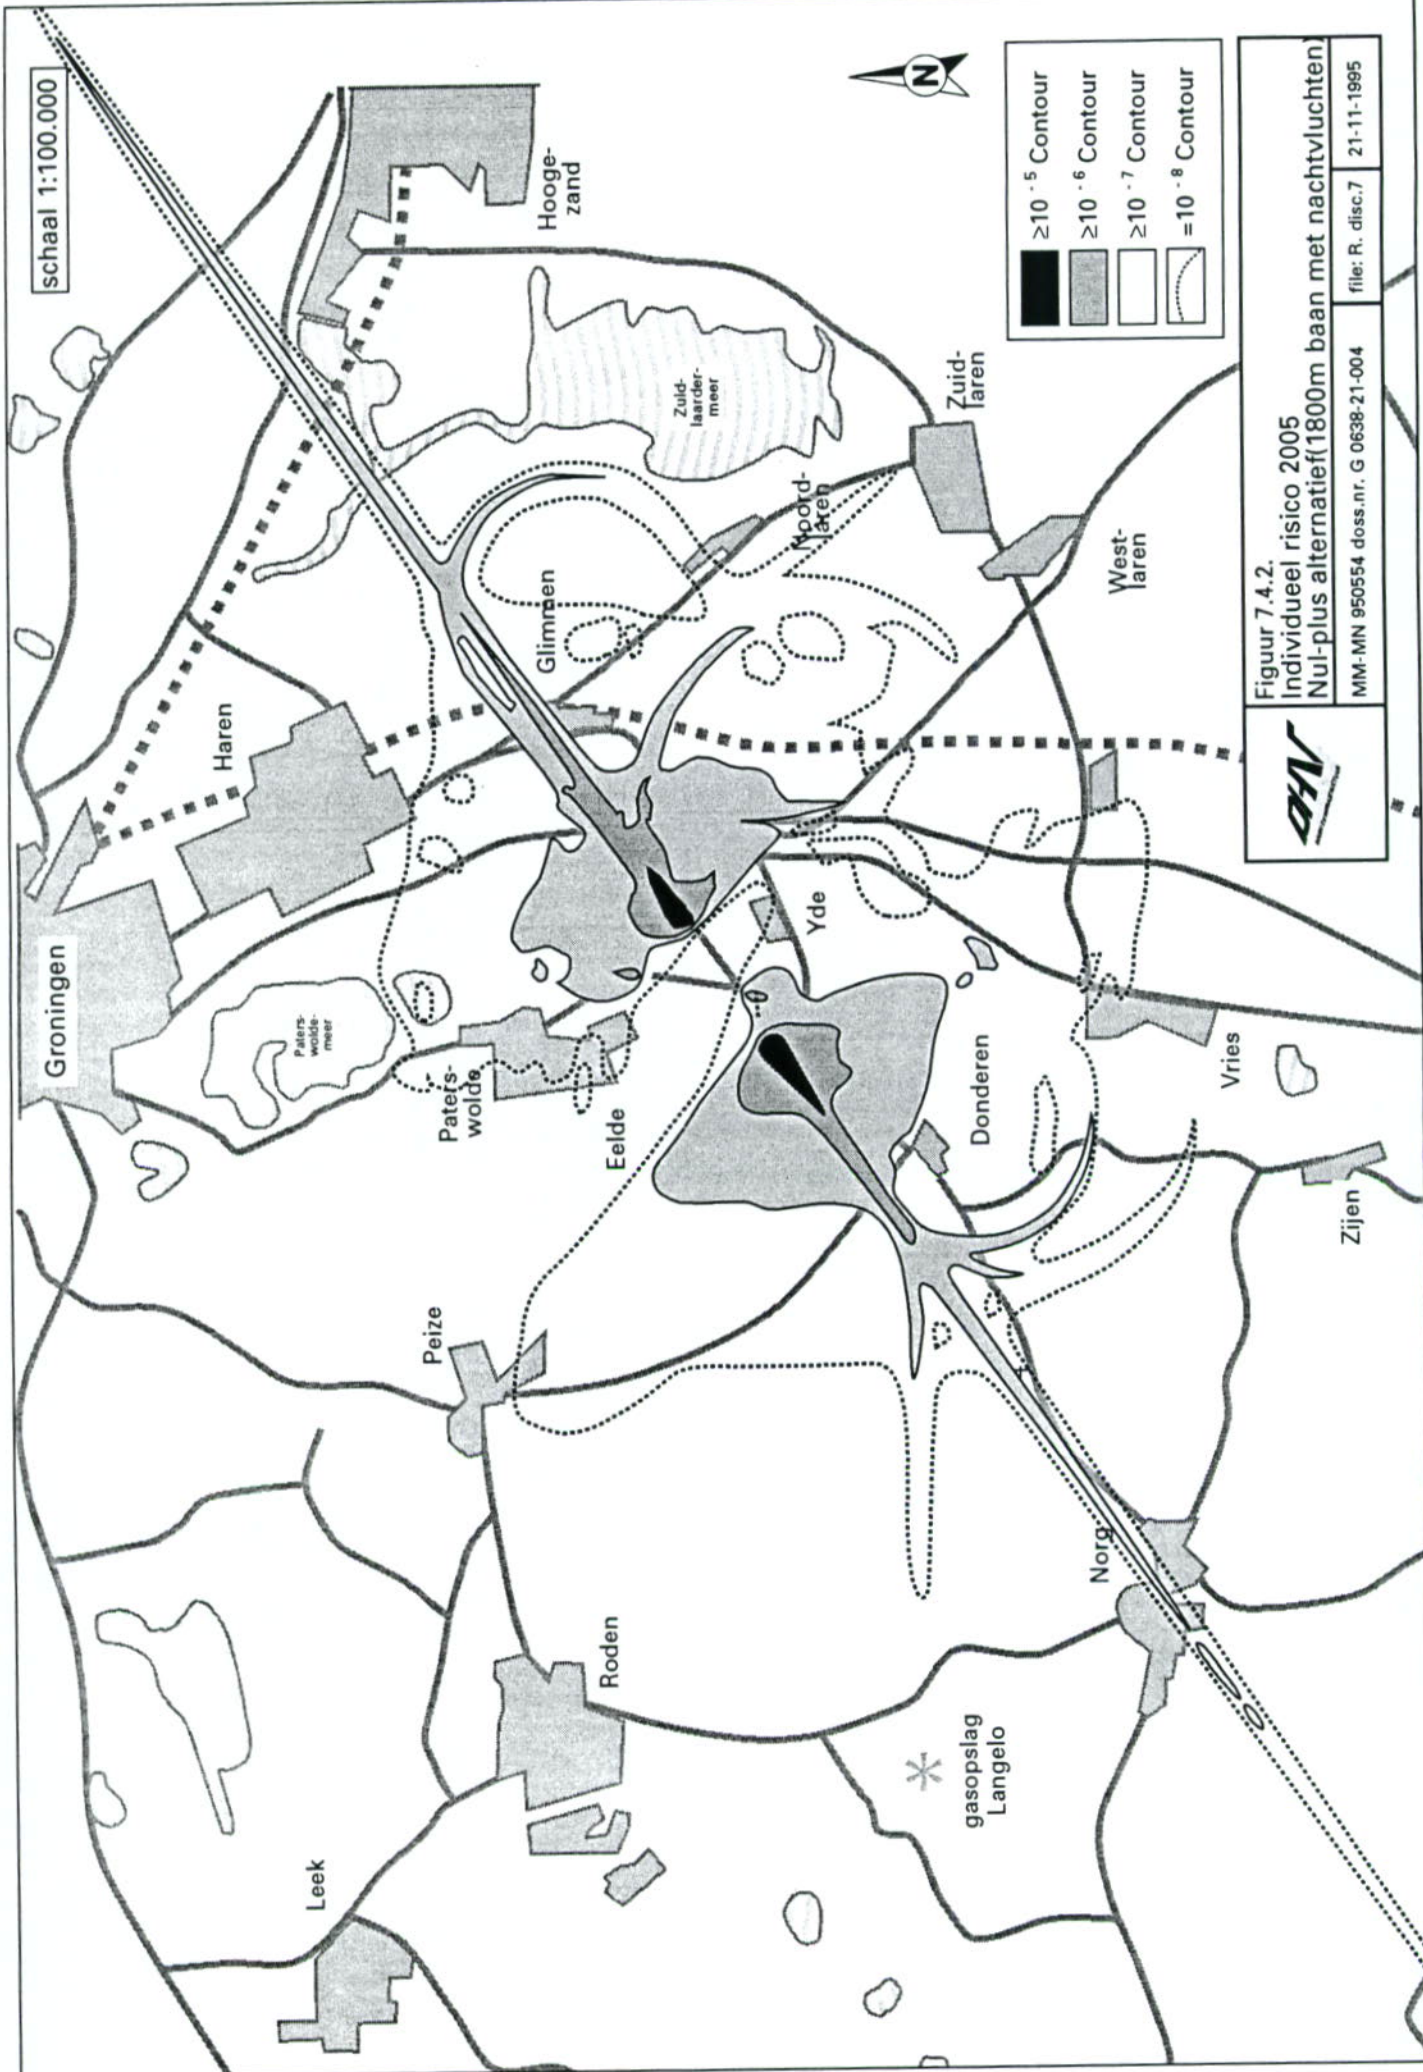 schaal 1:100.000
Groningen
Haren
Hooge-
zand
Paters-
wolde-
meer
Zuid-
laarder-
meer
Paters-
wolde
Eelde
Glimmen
Noord-
laren
Zuid-
laren
West-
laren
Yde
Donderen
Vries
Zijen
Peize
Roden
Leek
Norg
gasopslag
Langelo
N
≥10 -5 Contour
≥10 -6 Contour
≥10 -7 Contour
=10 -8 Contour
Figuur 7.4.2.
Individueel risico 2005
Nul-plus alternatief(1800m baan met nachtvluchten)
MM-MN 950554 doss.nr. G 0638-21-004
file: R. disc.7
21-11-1995